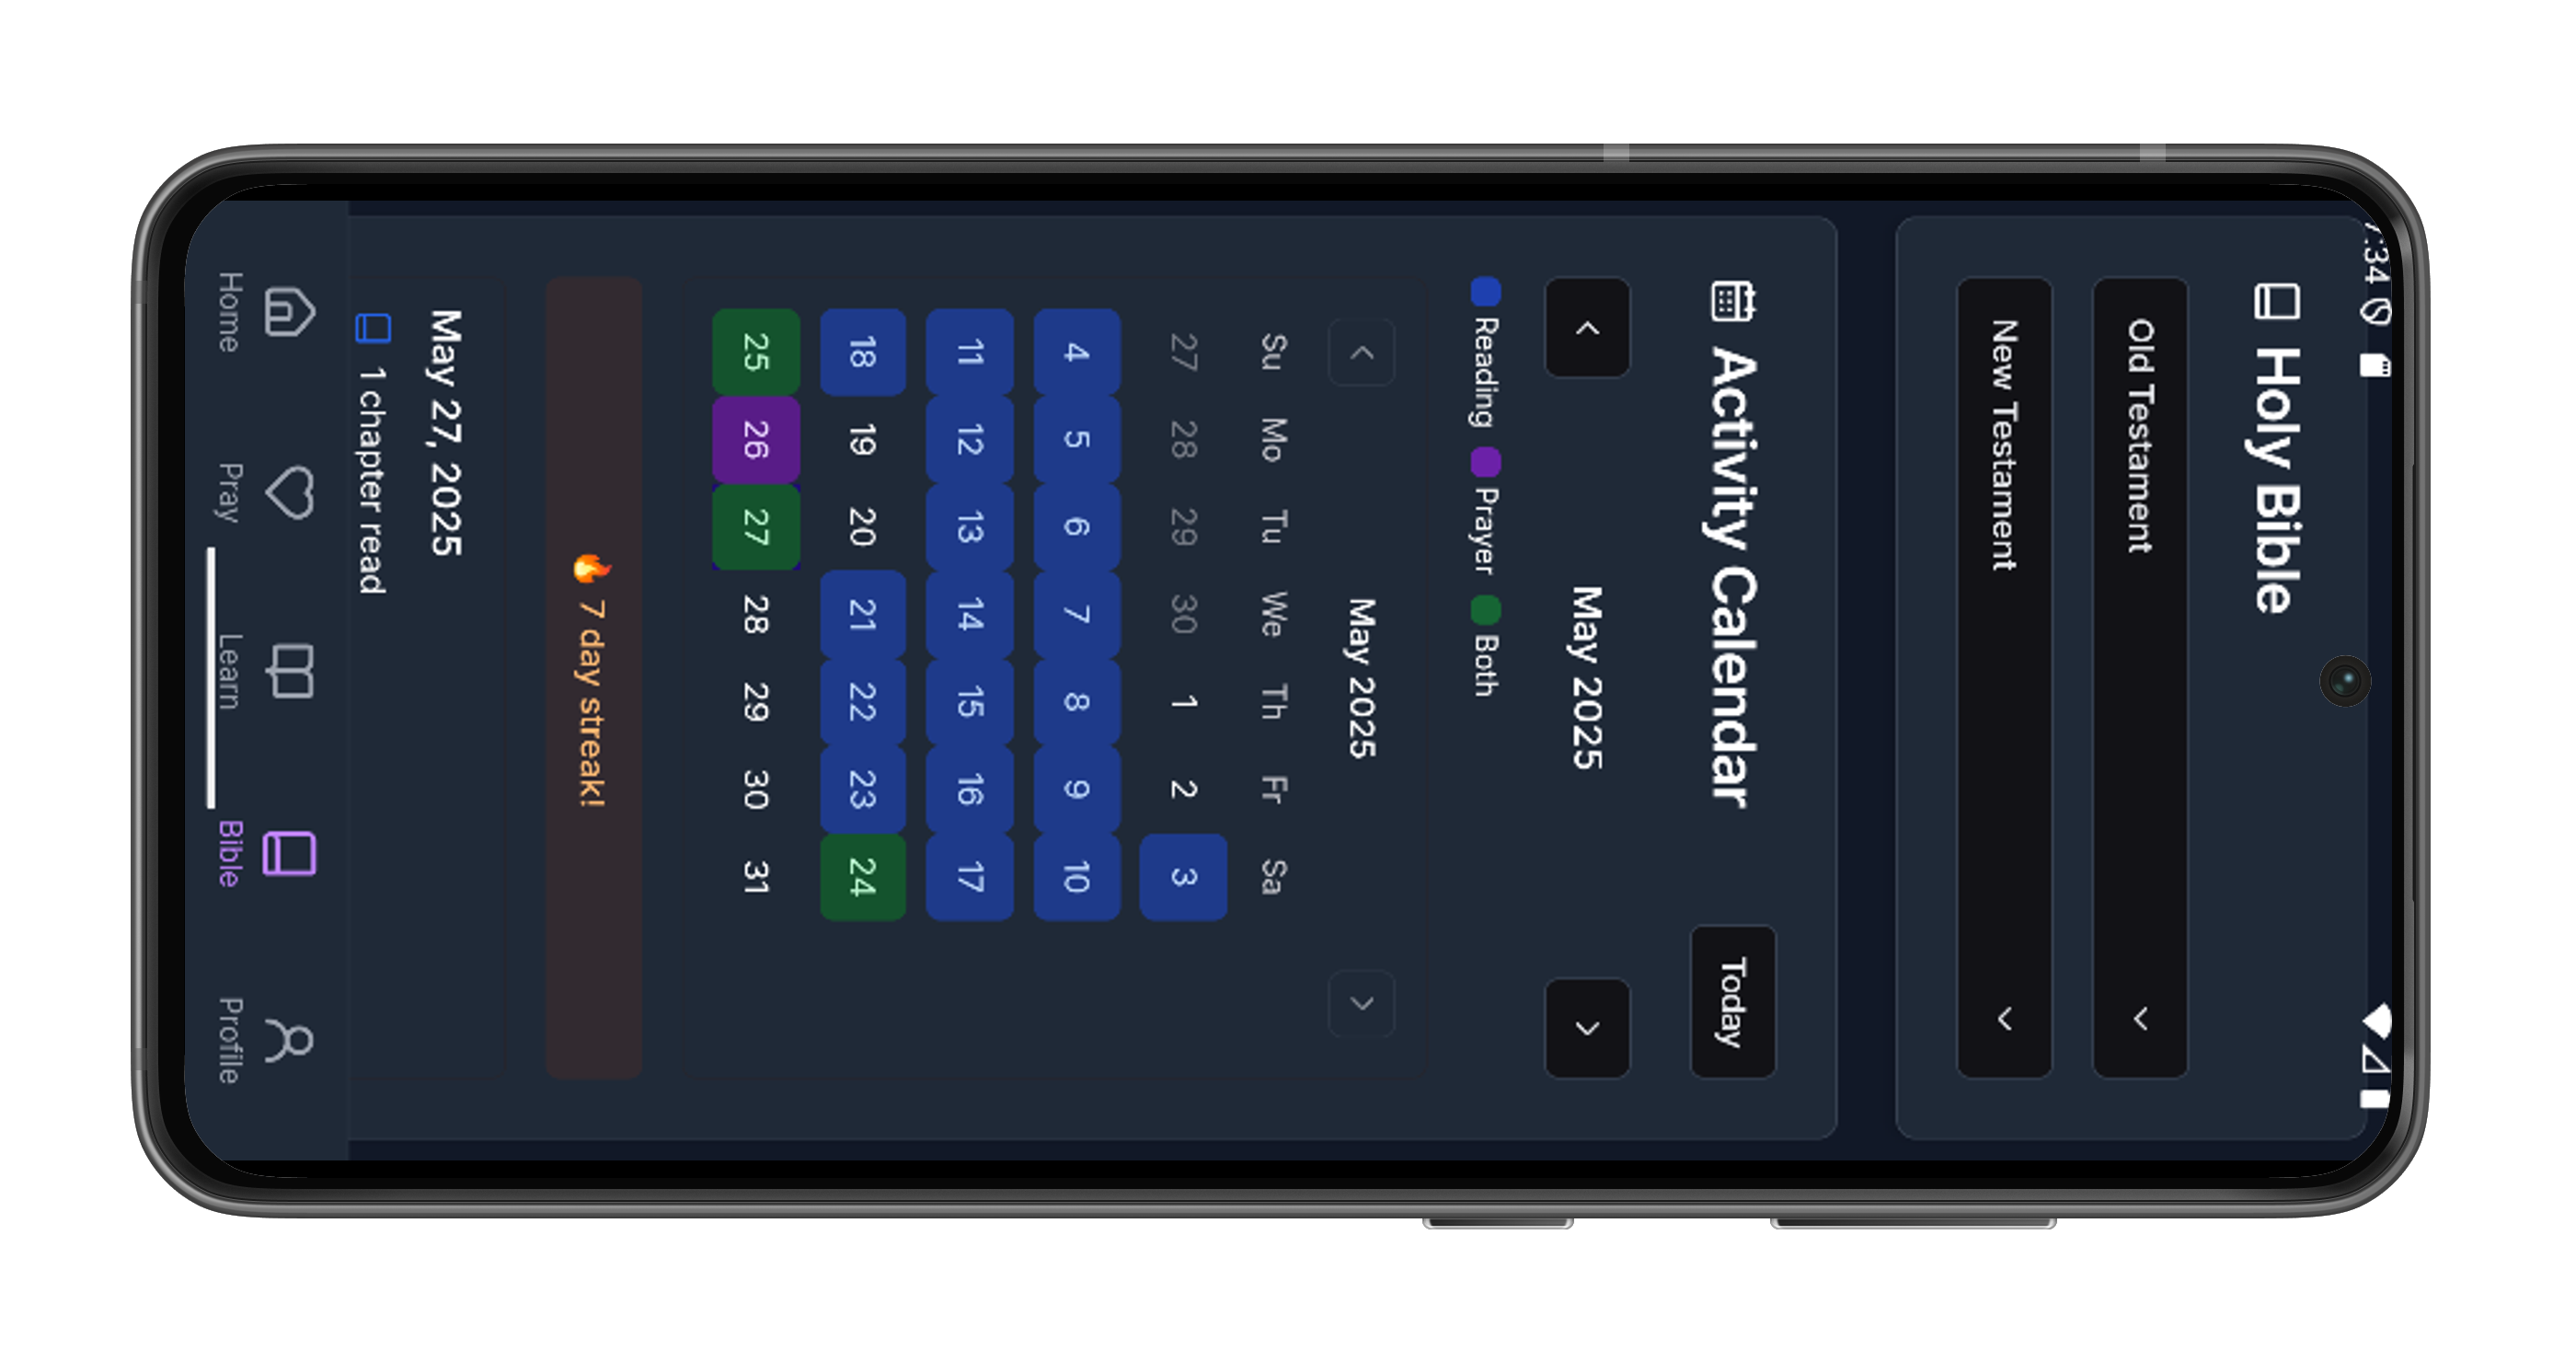 7:34
Holy Bible
Old Testament
New Testament
Activity Calendar
Today
May 2025
Reading Prayer Both
May 2025
Su Mo Tu We Th Fr Sa
27 28 29 30 1 2 3
4 5 6 7 8 9 10
11 12 13 14 15 16 17
18 19 20 21 22 23 24
25 26 27 28 29 30 31
🔥 7 day streak!
May 27, 2025
1 chapter read
Home Pray Learn Bible Profile